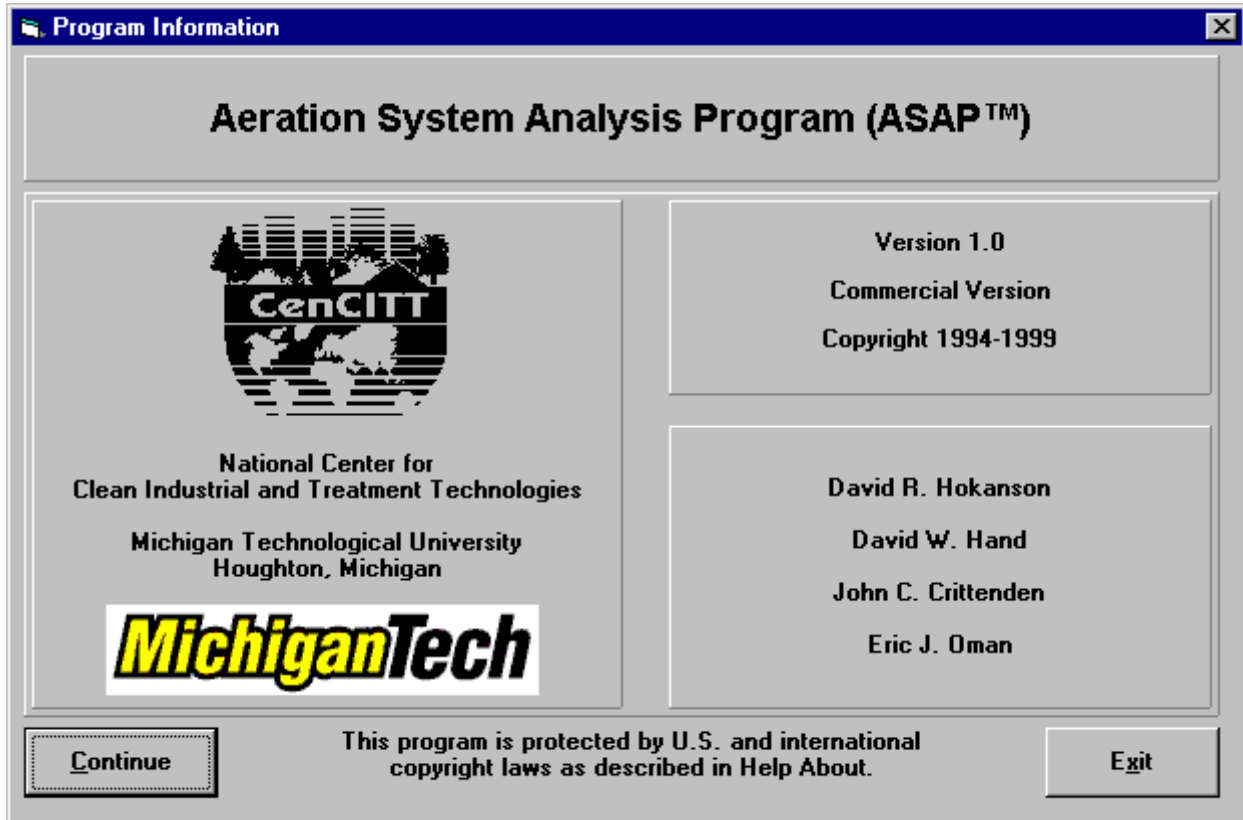 Program Information
Aeration System Analysis Program (ASAP™)
CenCITT
National Center for
Clean Industrial and Treatment Technologies
Michigan Technological University
Houghton, Michigan
MichiganTech
Version 1.0
Commercial Version
Copyright 1994-1999
David R. Hokanson
David W. Hand
John C. Crittenden
Eric J. Oman
Continue
This program is protected by U.S. and international
copyright laws as described in Help About.
Exit